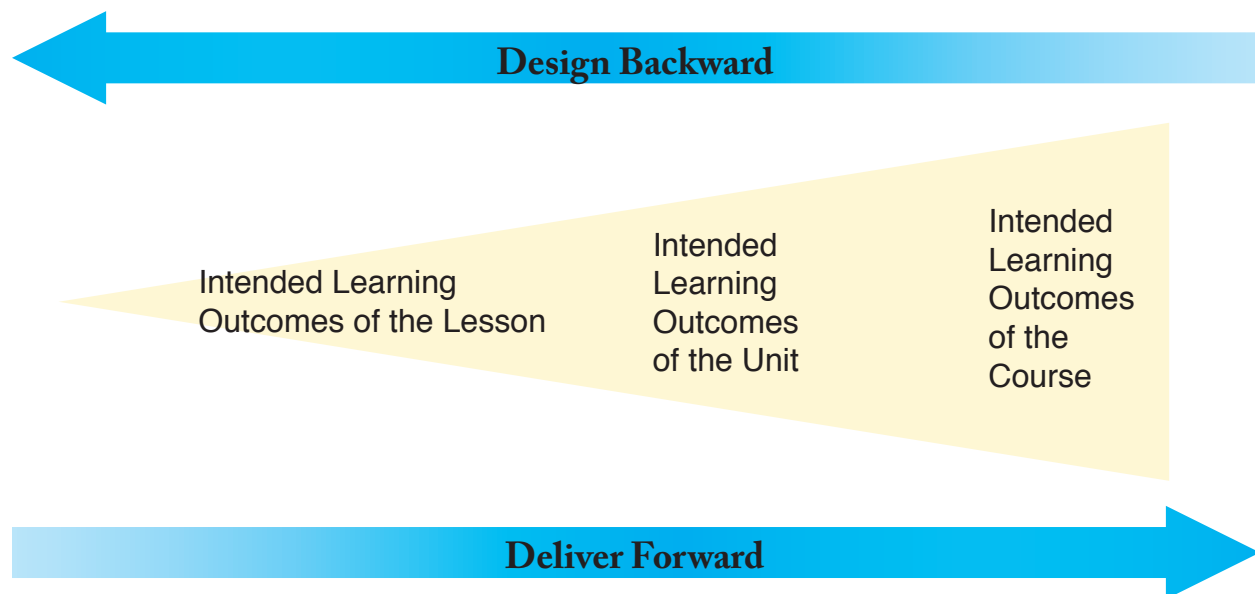 Design Backward
Intended Learning
Outcomes of the Lesson
Intended
Learning
Outcomes
of the Unit
Intended
Learning
Outcomes
of the
Course
Deliver Forward